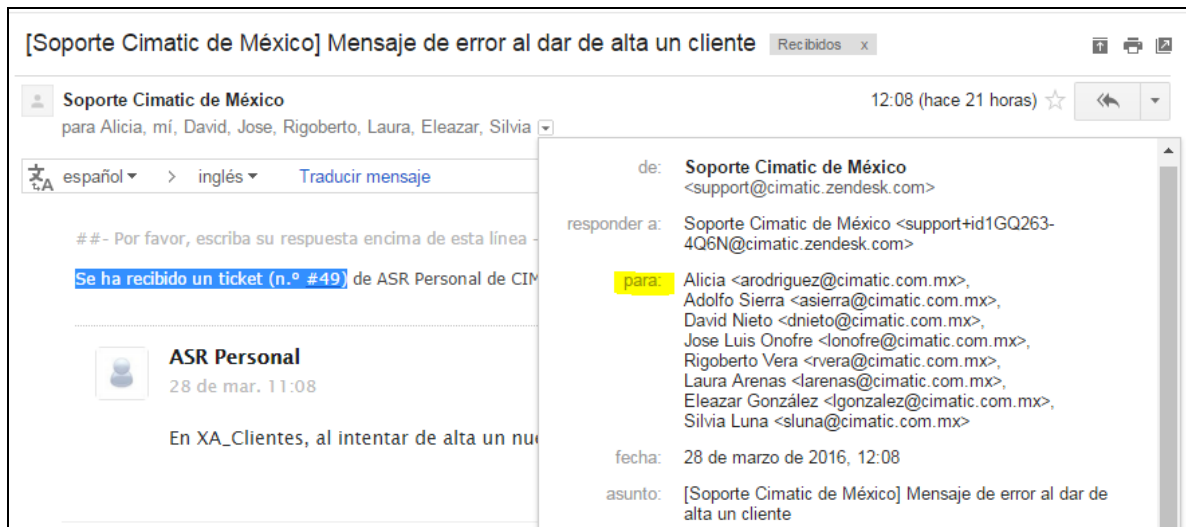 [Soporte Cimatic de México] Mensaje de error al dar de alta un cliente Recibidos x
Soporte Cimatic de México 12:08 (hace 21 horas)
para Alicia, mí, David, Jose, Rigoberto, Laura, Eleazar, Silvia
español > inglés Traducir mensaje
##- Por favor, escriba su respuesta encima de esta línea -
Se ha recibido un ticket (n.º #49) de ASR Personal de CIM
ASR Personal
28 de mar. 11:08
En XA_Clientes, al intentar de alta un nu
de: Soporte Cimatic de México
<support@cimatic.zendesk.com>
responder a: Soporte Cimatic de México <support+id1GQ263-
4Q6N@cimatic.zendesk.com>
para: Alicia <arodriguez@cimatic.com.mx>,
Adolfo Sierra <asierra@cimatic.com.mx>,
David Nieto <dnieto@cimatic.com.mx>,
Jose Luis Onofre <lonofre@cimatic.com.mx>,
Rigoberto Vera <rvera@cimatic.com.mx>,
Laura Arenas <larenas@cimatic.com.mx>,
Eleazar González <lgonzalez@cimatic.com.mx>,
Silvia Luna <sluna@cimatic.com.mx>
fecha: 28 de marzo de 2016, 12:08
asunto: [Soporte Cimatic de México] Mensaje de error al dar de
alta un cliente